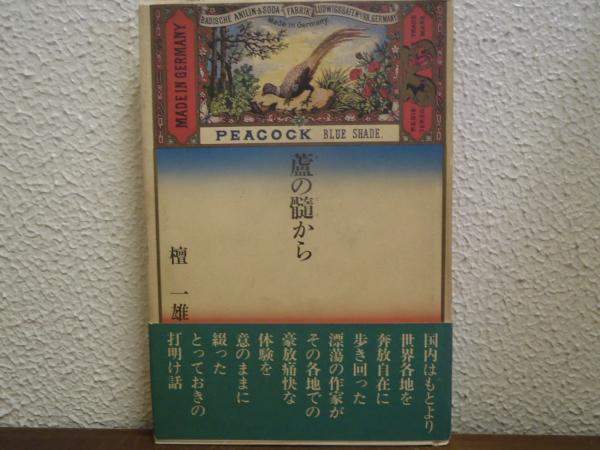 BADISCHE ANILIN & SODA FABRIK LUDWIGSHAFEN a/RH. GERMANY
Made in Germany.
MADE IN GERMANY
TRADE MARK
PEACOCK BLUE SHADE.
蘆の髄から
檀一雄
国内はもとより
世界各地を
奔放自在に
歩き回った
漂蕩の作家が
その各地での
豪放痛快な
体験を
意のままに
綴った
とっておきの
打明け話